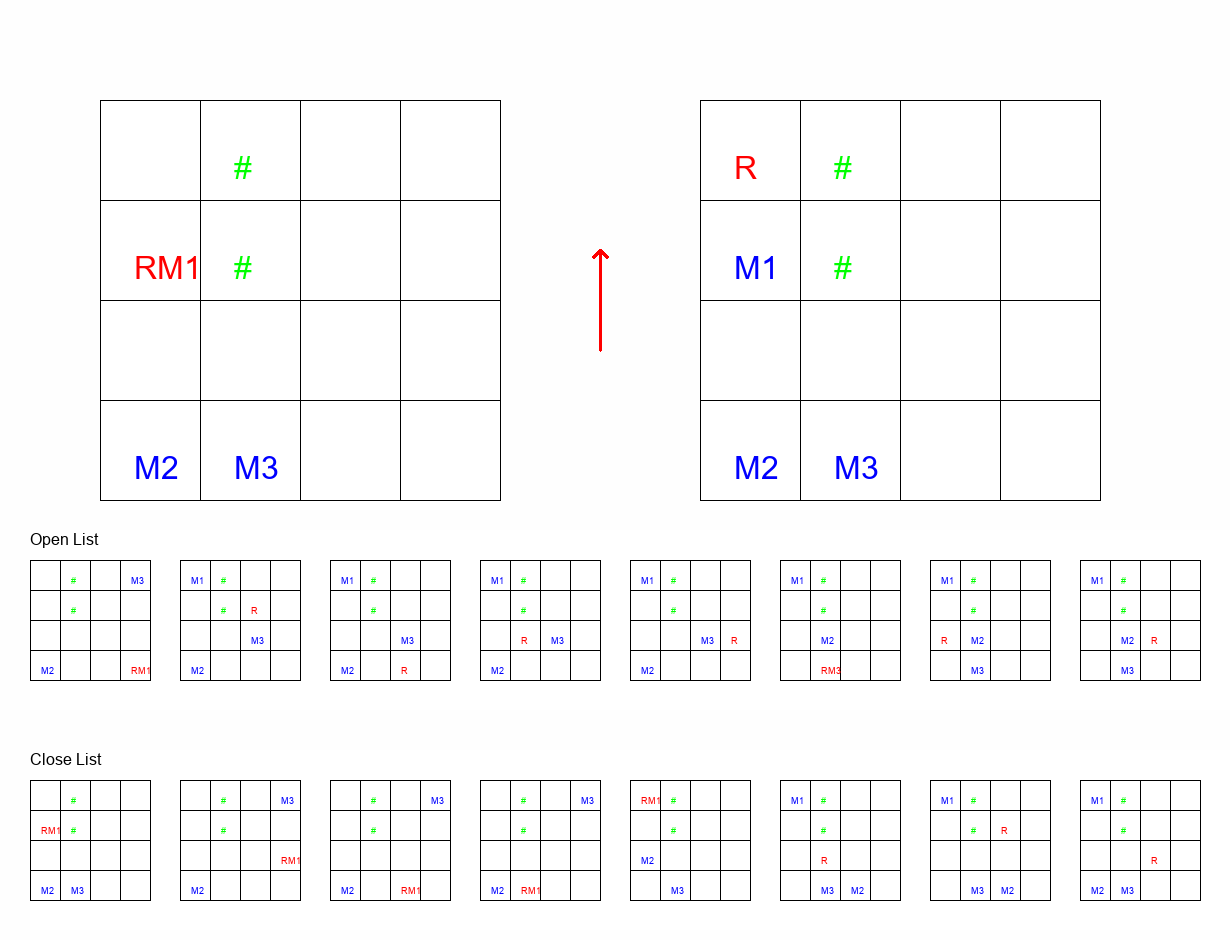 # R #
RM1 # M1 #
M2 M3 M2 M3
Open List
# M3 M1 # M1 # M1 # M1 # M1 # M1 # M1 #
# # R # # # # # #
M3 M3 R M3 M3 R M2 R M2 M2 R
M2 RM1 M2 M2 R M2 M2 RM3 M3 M3
Close List
# # M3 # M3 # M3 RM1 # M1 # M1 # M1 #
RM1 # # # # # # # R #
RM1 M2 R R
M2 M3 M2 M2 RM1 M2 RM1 M3 M3 M2 M3 M2 M2 M3